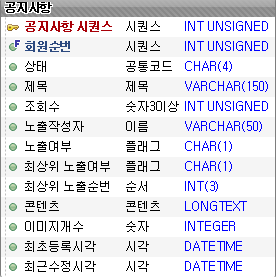 공지사항
공지사항 시퀀스 시퀀스 INT UNSIGNED
회원순번 시퀀스 INT UNSIGNED
상태 공통코드 CHAR(4)
제목 제목 VARCHAR(150)
조회수 숫자3이상 INT UNSIGNED
노출작성자 이름 VARCHAR(50)
노출여부 플래그 CHAR(1)
최상위 노출여부 플래그 CHAR(1)
최상위 노출순번 순서 INT(3)
콘텐츠 콘텐츠 LONGTEXT
이미지개수 숫자 INTEGER
최초등록시각 시각 DATETIME
최근수정시각 시각 DATETIME